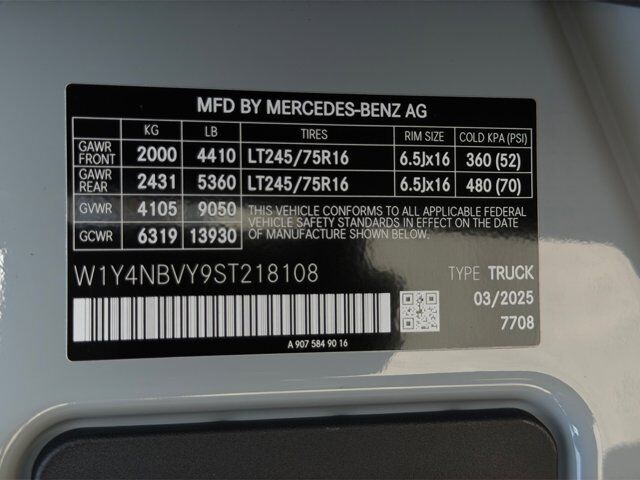 MFD BY MERCEDES-BENZ AG
KG LB TIRES RIM SIZE COLD KPA (PSI)
GAWR FRONT 2000 4410 LT245/75R16 6.5Jx16 360 (52)
GAWR REAR 2431 5360 LT245/75R16 6.5Jx16 480 (70)
GVWR 4105 9050 THIS VEHICLE CONFORMS TO ALL APPLICABLE FEDERAL
VEHICLE SAFETY STANDARDS IN EFFECT ON THE DATE
GCWR 6319 13930 OF MANUFACTURE SHOWN ABOVE.
W1Y4NBVY9ST218108 TYPE TRUCK
03/2025
7708
A 907 584 90 16